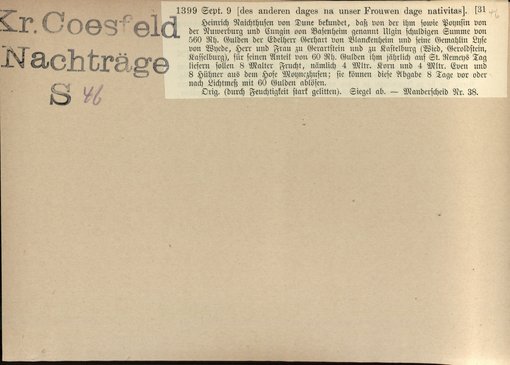 Kr. Coesfeld
Nachträge
S 46
1399 Sept. 9 [des anderen dages na unser Frouwen dage nativitas]. [31 46
Heinrich Naichthusen von Dune bekundet, daß von der ihm sowie Poynsin von
der Nuwerburg und Tungin von Basenheim genannt Ulgin schuldigen Summe von
560 Rh. Gulden der Edelherr Gerhart von Blanckenheim und seine Gemahlin Lyse
von Wyede, Herr und Frau zu Gerartstein und zu Kasselburg (Wied, Gerolstein,
Kasselburg), für seinen Anteil von 60 Rh. Gulden ihm jährlich auf St. Remeys Tag
liefern sollen 8 Malter Frucht, nämlich 4 Mltr. Korn und 4 Mltr. Even und
8 Hühner aus dem Hofe; sie können diese Abgabe 8 Tage vor oder
nach Lichtmeß mit 60 Gulden ablösen.
Orig. (durch Feuchtigkeit stark gelitten). Siegel ab. — Manderscheid Nr. 38.